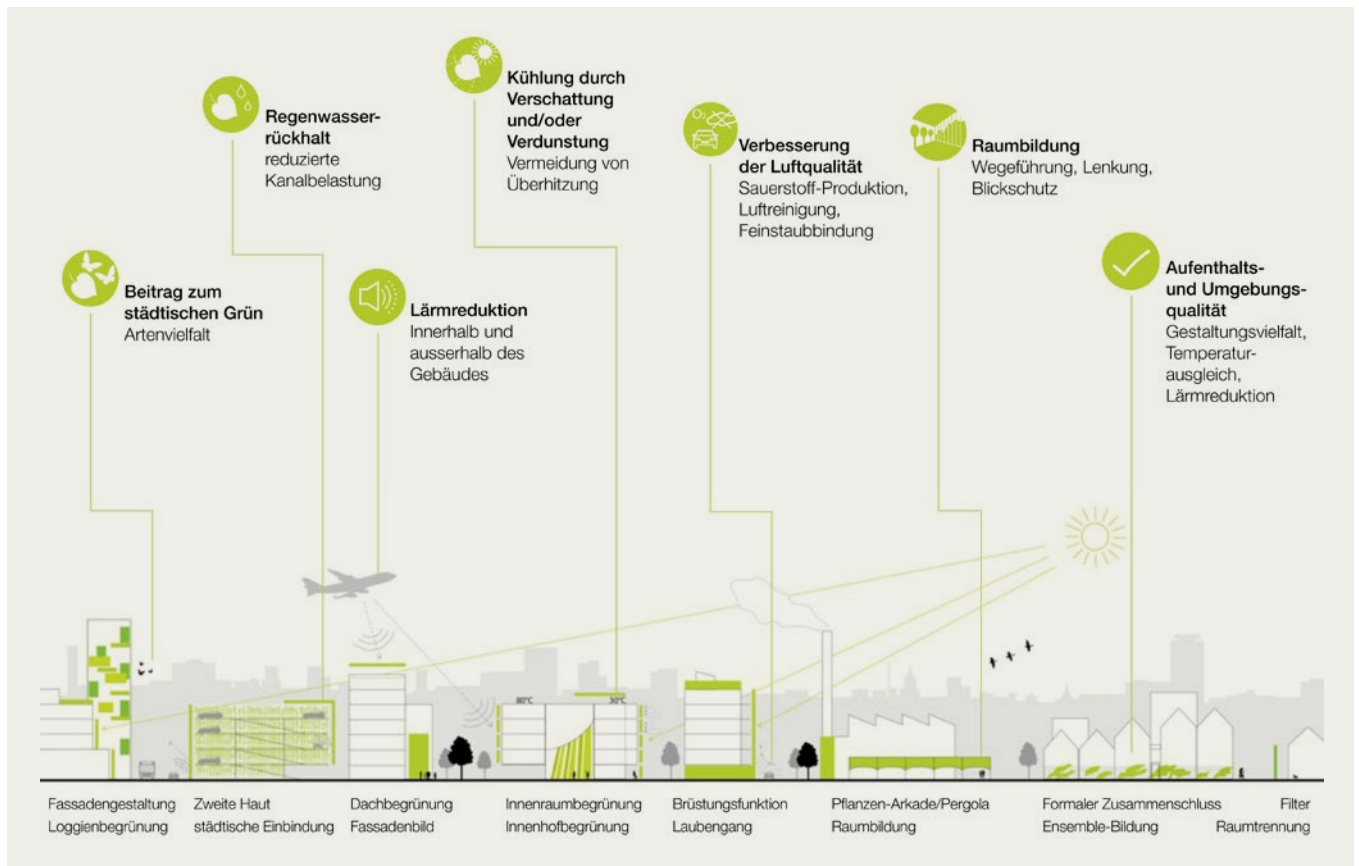 Kühlung durch
Verschattung
und/oder
Verdunstung
Vermeidung von
Überhitzung
Regenwasser-
rückhalt
reduzierte
Kanalbelastung
O₂
Verbesserung
der Luftqualität
Sauerstoff-Produktion,
Luftreinigung,
Feinstaubbindung
Raumbildung
Wegeführung, Lenkung,
Blickschutz
Beitrag zum
städtischen Grün
Artenvielfalt
Lärmreduktion
Innerhalb und
ausserhalb des
Gebäudes
Aufenthalts-
und Umgebungs-
qualität
Gestaltungsvielfalt,
Temperatur-
ausgleich,
Lärmreduktion
80°C
30°C
Fassadengestaltung
Loggienbegrünung
Zweite Haut
städtische Einbindung
Dachbegrünung
Fassadenbild
Innenraumbegrünung
Innenhofbegrünung
Brüstungsfunktion
Laubengang
Pflanzen-Arkade/Pergola
Raumbildung
Formaler Zusammenschluss
Ensemble-Bildung
Filter
Raumtrennung